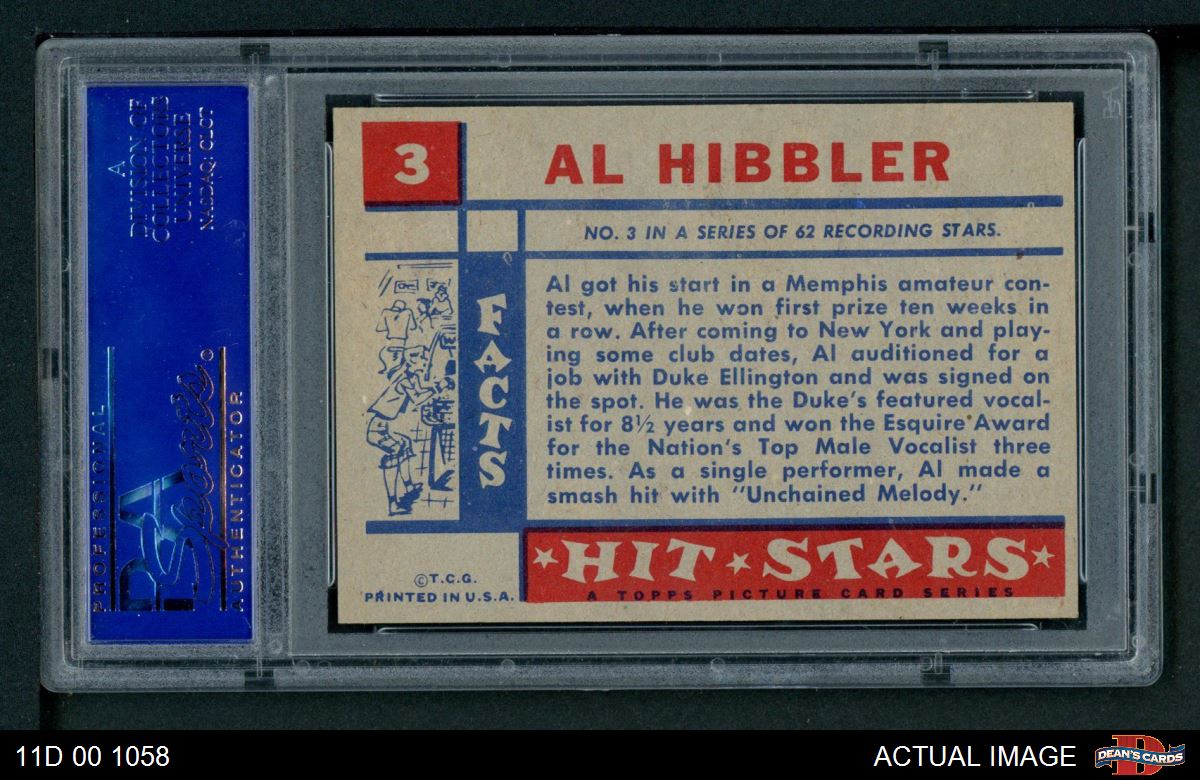 A
DIVISION OF
COLLECTORS
UNIVERSE
NASDAQ: CLCT
PROFESSIONAL
PSA
Sports
AUTHENTICATOR
3
AL HIBBLER
NO. 3 IN A SERIES OF 62 RECORDING STARS.
FACTS
Al got his start in a Memphis amateur con-
test, when he won first prize ten weeks in
a row. After coming to New York and play-
ing some club dates, Al auditioned for a
job with Duke Ellington and was signed on
the spot. He was the Duke's featured vocal-
ist for 8½ years and won the Esquire Award
for the Nation's Top Male Vocalist three
times. As a single performer, Al made a
smash hit with "Unchained Melody."
HIT STARS
A TOPPS PICTURE CARD SERIES
©T.C.G.
PRINTED IN U.S.A.
11D 00 1058
ACTUAL IMAGE
DEAN'S CARDS